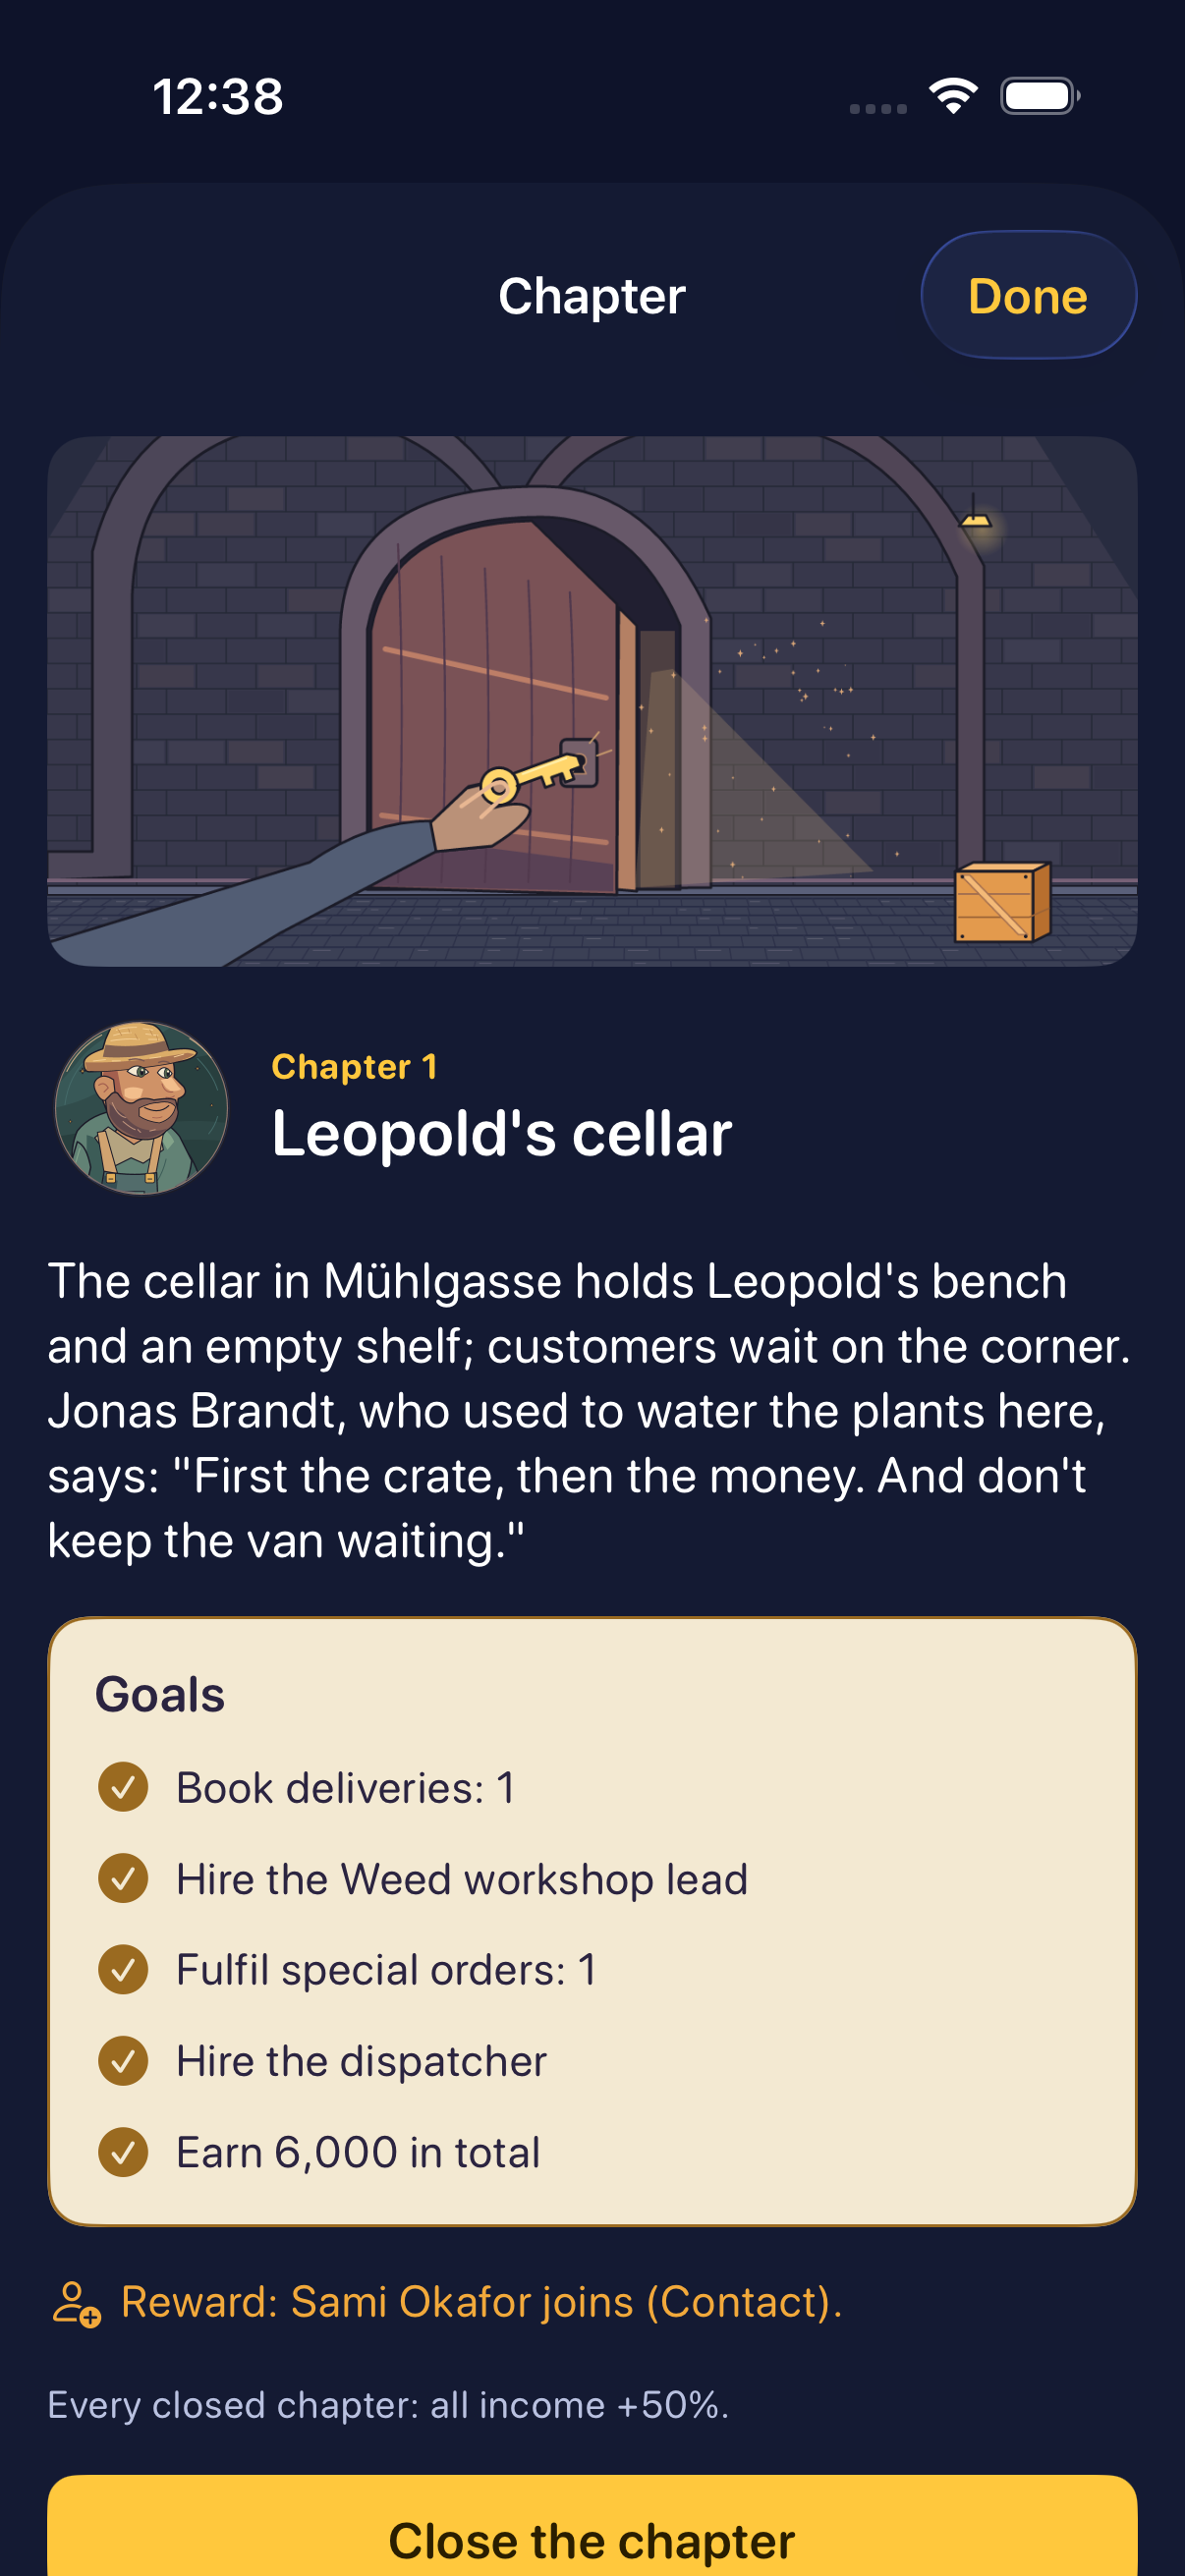 12:38
Chapter
Done
Chapter 1
Leopold's cellar
The cellar in Mühlgasse holds Leopold's bench
and an empty shelf; customers wait on the corner.
Jonas Brandt, who used to water the plants here,
says: "First the crate, then the money. And don't
keep the van waiting."
Goals
Book deliveries: 1
Hire the Weed workshop lead
Fulfil special orders: 1
Hire the dispatcher
Earn 6,000 in total
Reward: Sami Okafor joins (Contact).
Every closed chapter: all income +50%.
Close the chapter